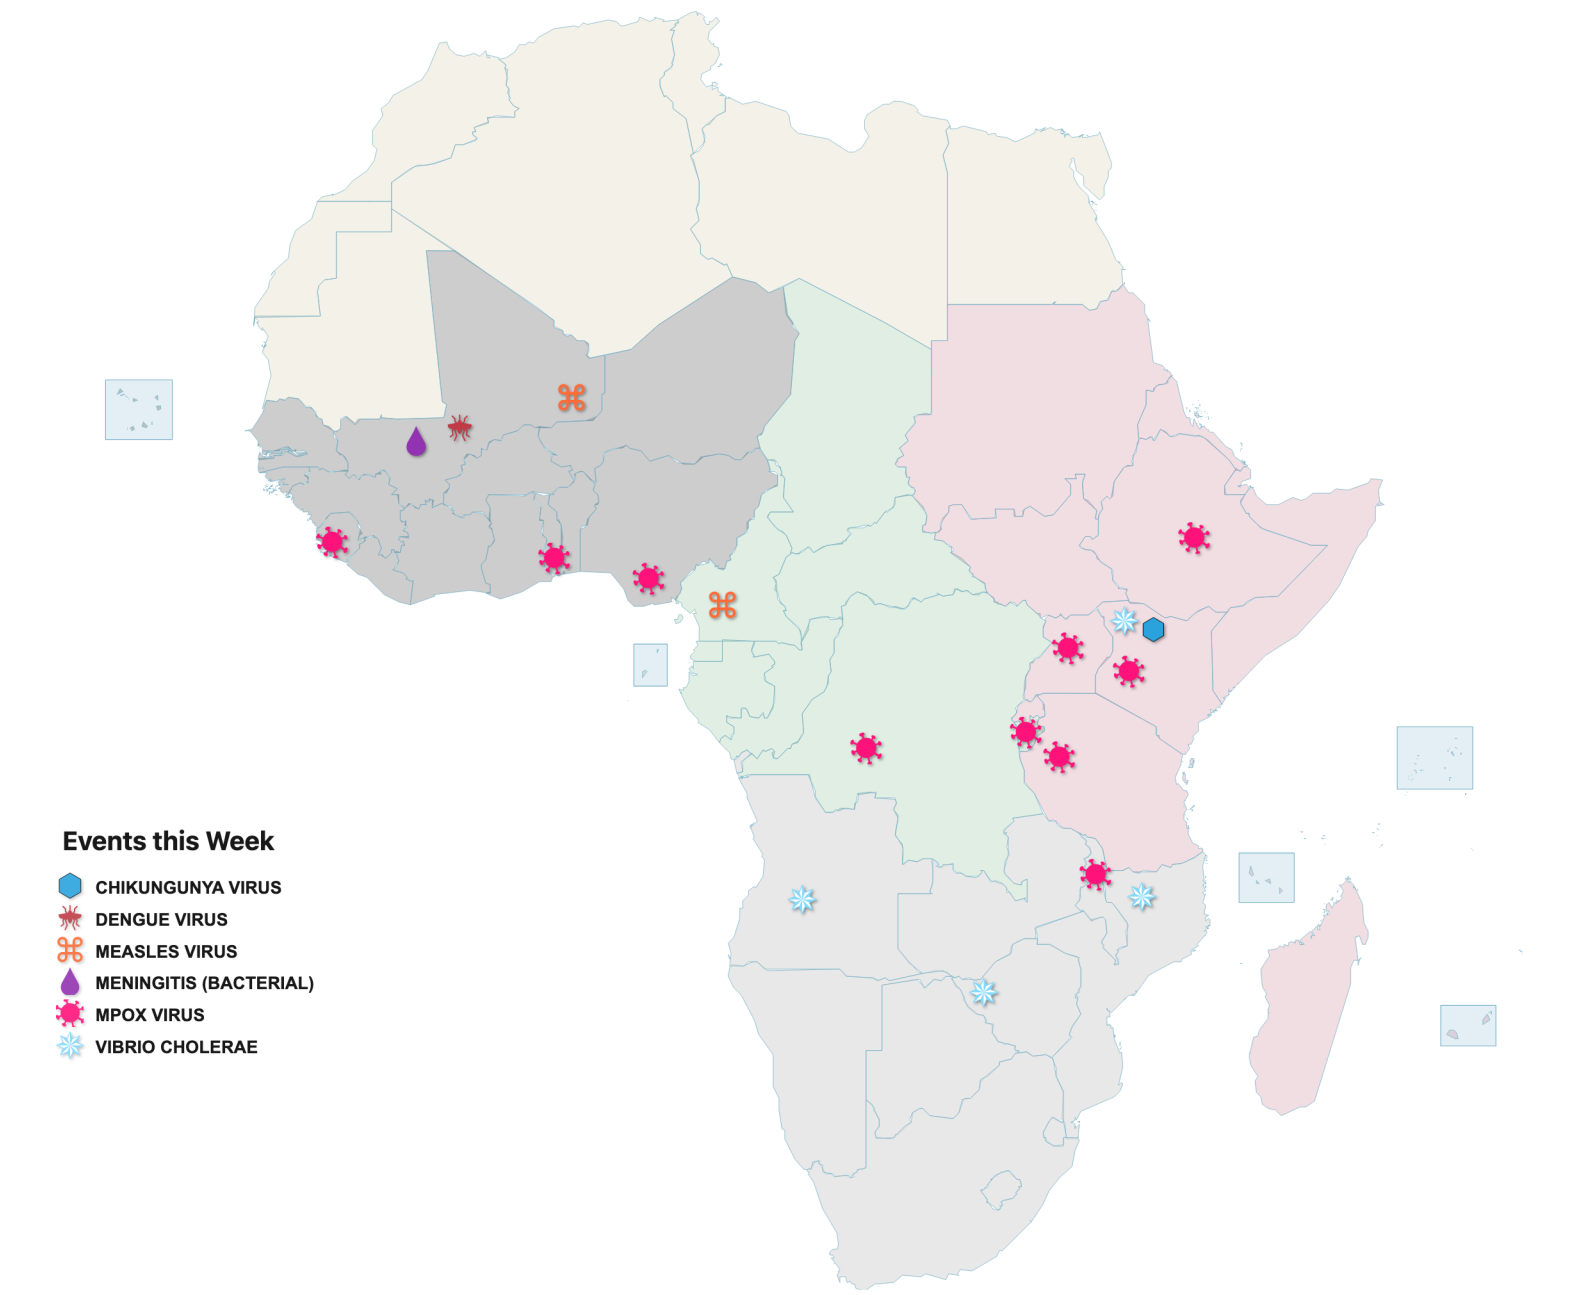 Events this Week
CHIKUNGUNYA VIRUS
DENGUE VIRUS
MEASLES VIRUS
MENINGITIS (BACTERIAL)
MPOX VIRUS
VIBRIO CHOLERAE